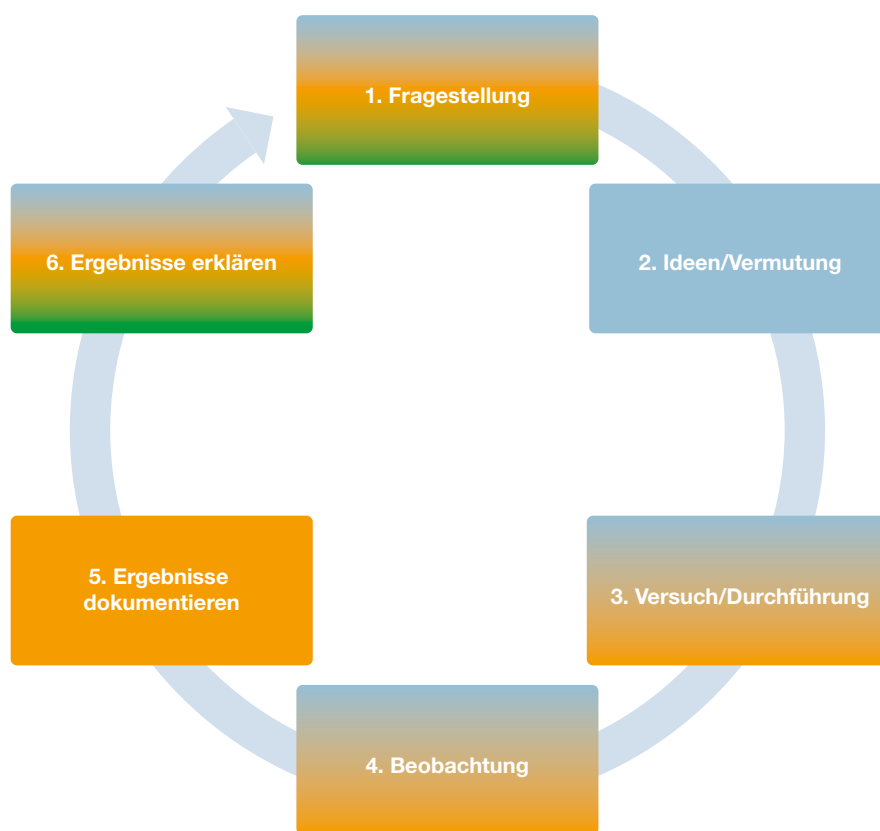 1. Fragestellung
2. Ideen/Vermutung
3. Versuch/Durchführung
4. Beobachtung
5. Ergebnisse
dokumentieren
6. Ergebnisse erklären